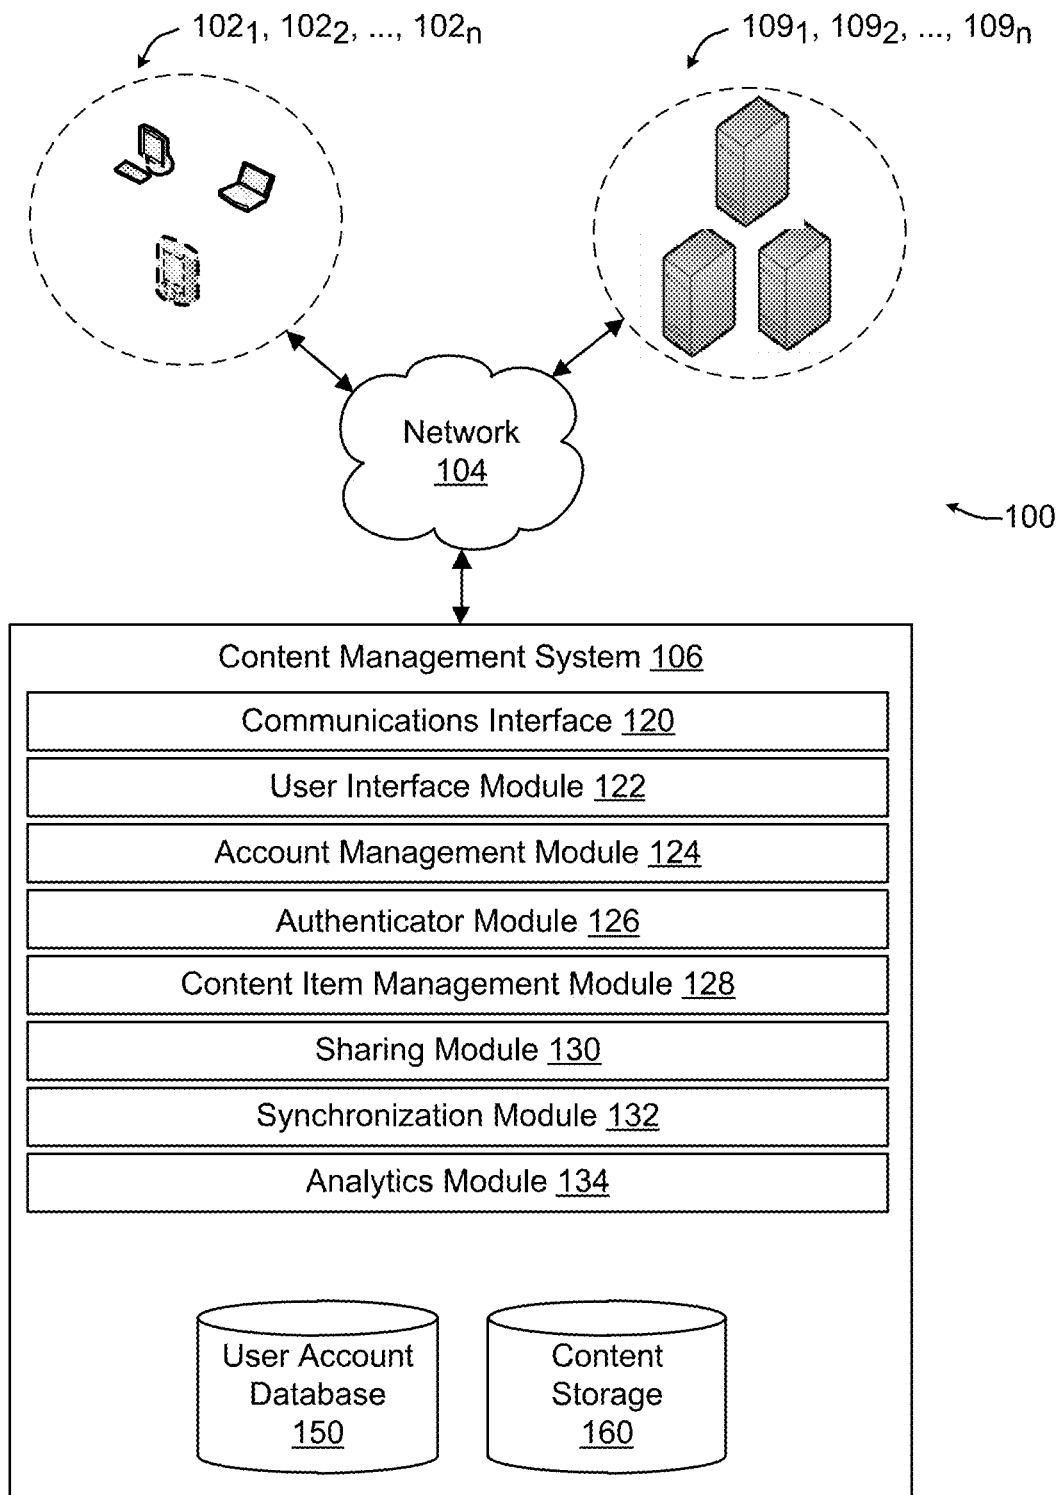 102₁, 102₂, ..., 102ₙ
109₁, 109₂, ..., 109ₙ
Network
104
100
Content Management System 106
Communications Interface 120
User Interface Module 122
Account Management Module 124
Authenticator Module 126
Content Item Management Module 128
Sharing Module 130
Synchronization Module 132
Analytics Module 134
User Account
Database
150
Content
Storage
160